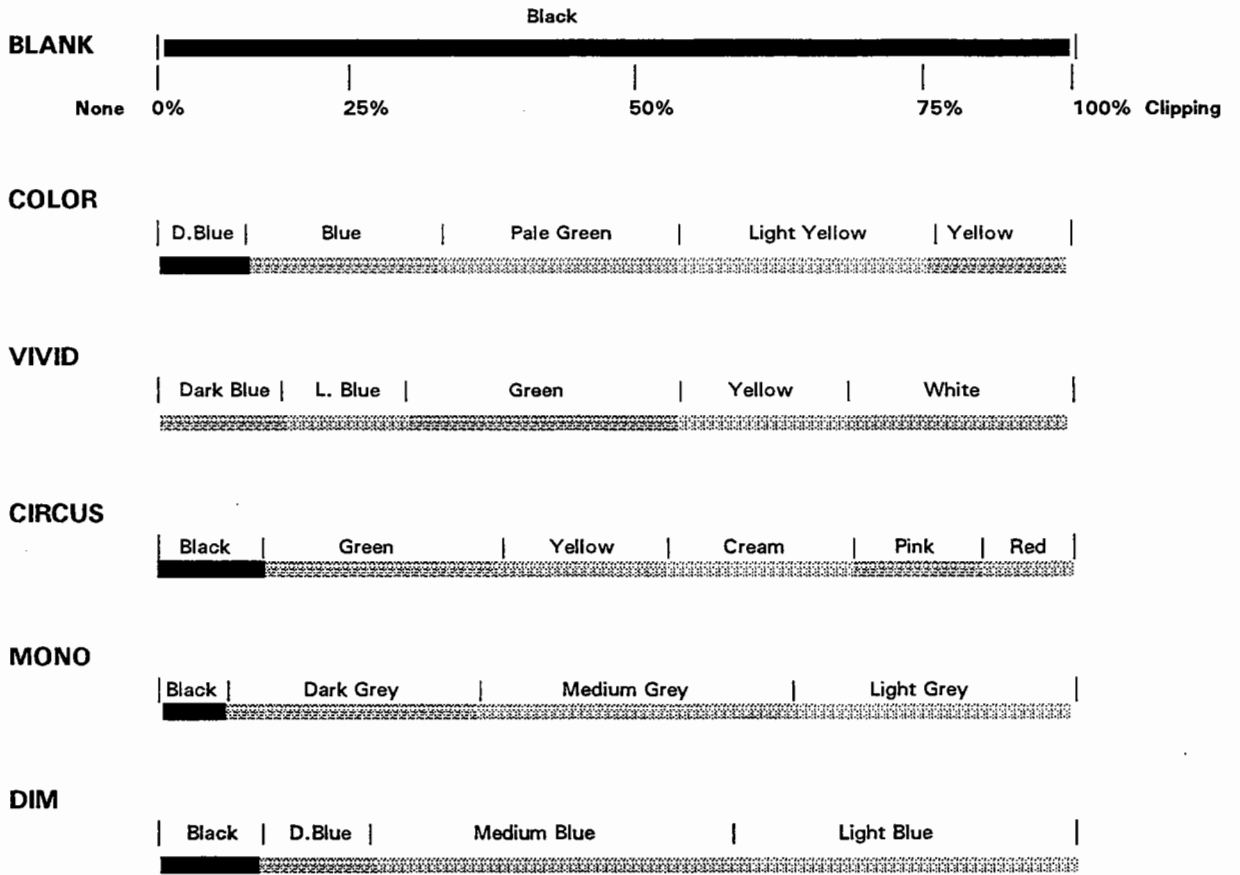 Black
BLANK
None 0% 25% 50% 75% 100% Clipping
COLOR
D.Blue Blue Pale Green Light Yellow Yellow
VIVID
Dark Blue L. Blue Green Yellow White
CIRCUS
Black Green Yellow Cream Pink Red
MONO
Black Dark Grey Medium Grey Light Grey
DIM
Black D.Blue Medium Blue Light Blue